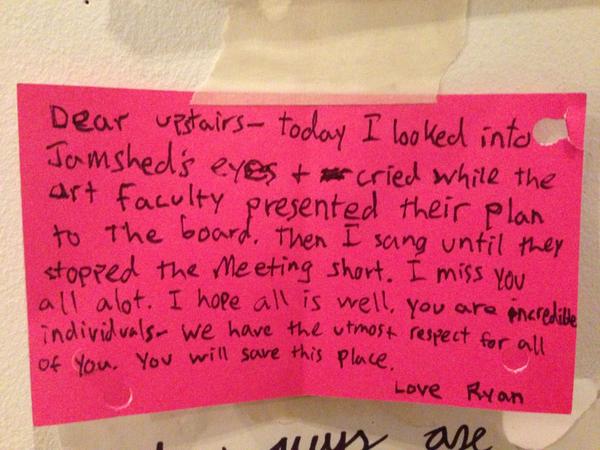 Dear upstairs- today I looked into
Jamshed's eyes + cried while the
art faculty presented their plan
to The board. Then I sang until they
stopped the Meeting short. I miss you
all alot. I hope all is well. you are incredible
individuals- we have the utmost respect for all
of you. You will save this place.
Love Ryan
guys are